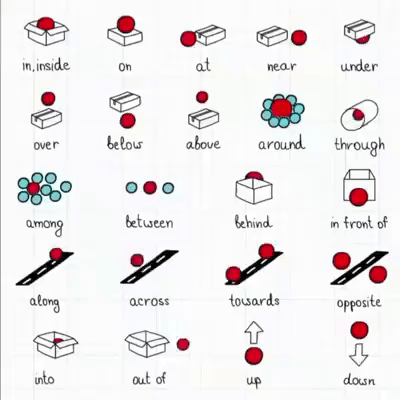 in, inside
on
at
near
under
over
below
above
around
through
among
between
behind
in front of
along
across
towards
opposite
into
out of
up
down